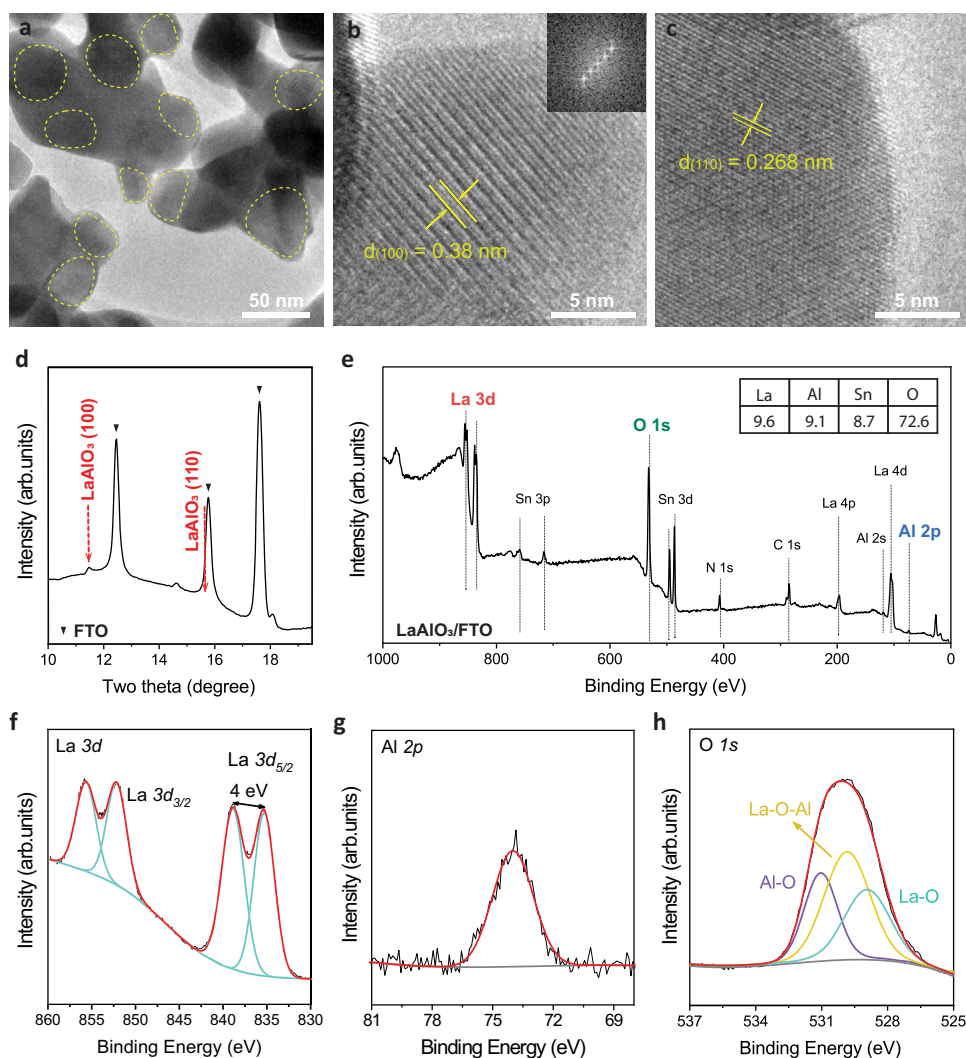 a
50 nm
b
d(100) = 0.38 nm
5 nm
c
d(110) = 0.268 nm
5 nm
d
Intensity (arb.units)
LaAlO₃ (100)
LaAlO₃ (110)
▼ FTO
10 12 14 16 18
Two theta (degree)
e
Intensity (arb.units)
La 3d
O 1s
La Al Sn O
9.6 9.1 8.7 72.6
Sn 3p
Sn 3d
N 1s
C 1s
La 4p
La 4d
Al 2s
Al 2p
LaAlO₃/FTO
1000 800 600 400 200 0
Binding Energy (eV)
f
La 3d
Intensity (arb.units)
La 3d3/2
La 3d5/2
4 eV
860 855 850 845 840 835 830
Binding Energy (eV)
g
Al 2p
Intensity (arb.units)
81 78 75 72 69
Binding Energy (eV)
h
O 1s
Intensity (arb.units)
La-O-Al
Al-O
La-O
537 531 528 525
Binding Energy (eV)